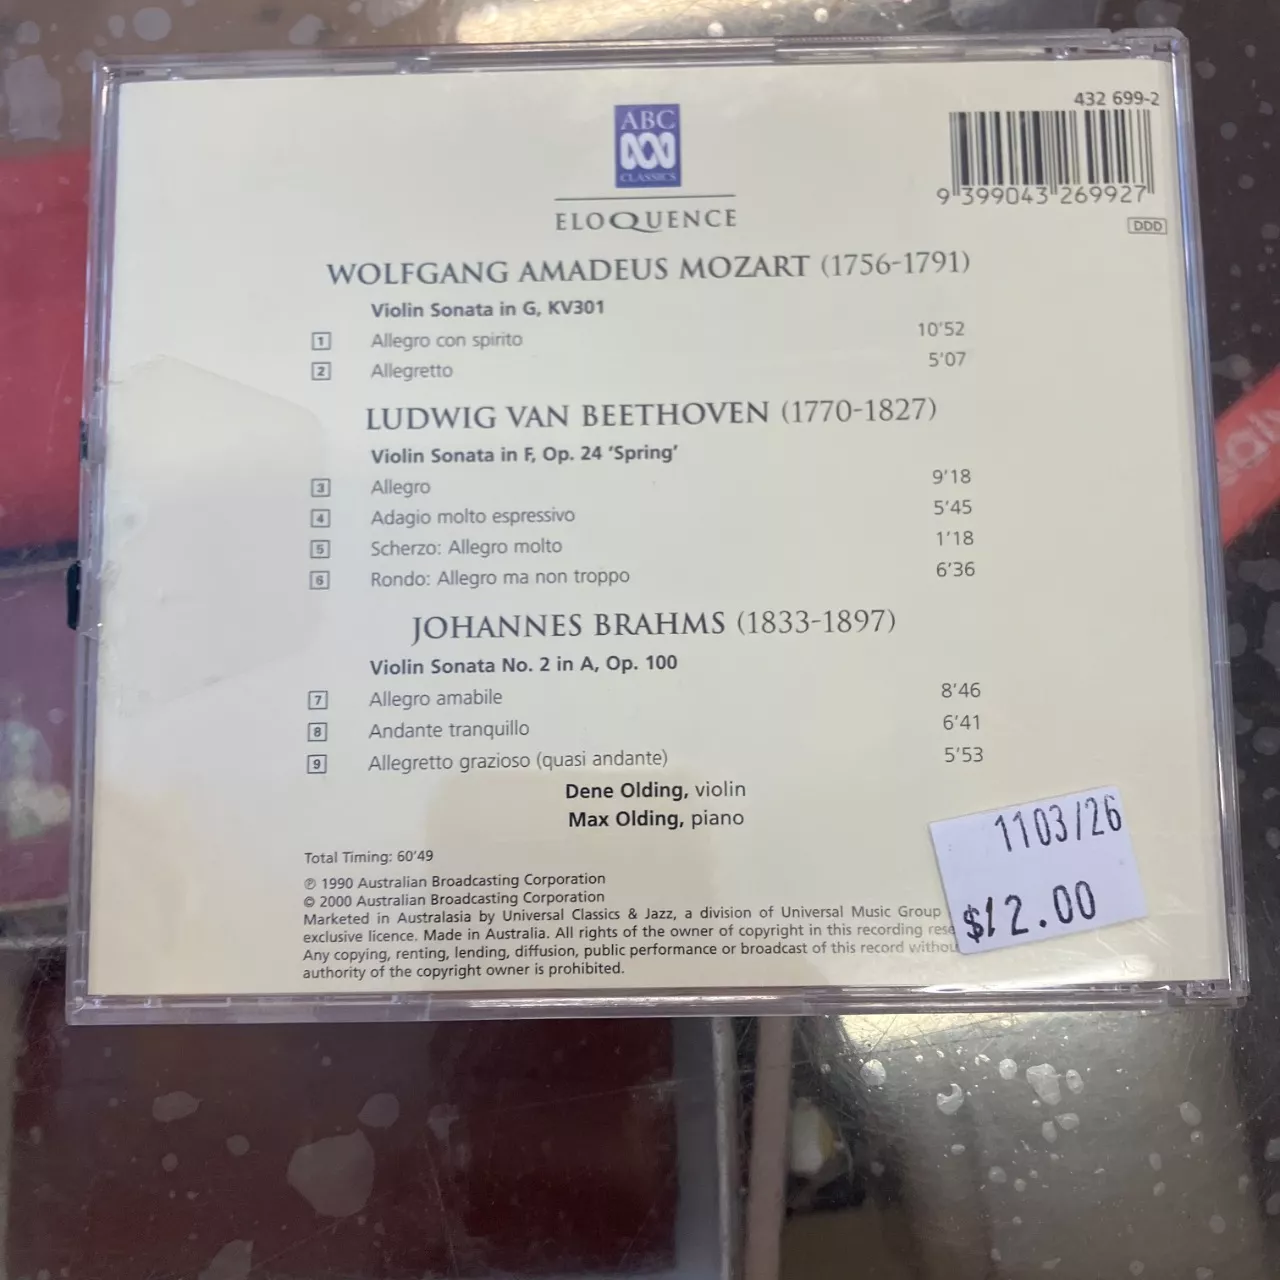 432 699-2
ABC
CLASSICS
ELOQUENCE
9 399043 269927
DDD
WOLFGANG AMADEUS MOZART (1756-1791)
Violin Sonata in G, KV301
1 Allegro con spirito 10'52
2 Allegretto 5'07
LUDWIG VAN BEETHOVEN (1770-1827)
Violin Sonata in F, Op. 24 'Spring'
3 Allegro 9'18
4 Adagio molto espressivo 5'45
5 Scherzo: Allegro molto 1'18
6 Rondo: Allegro ma non troppo 6'36
JOHANNES BRAHMS (1833-1897)
Violin Sonata No. 2 in A, Op. 100
7 Allegro amabile 8'46
8 Andante tranquillo 6'41
9 Allegretto grazioso (quasi andante) 5'53
Dene Olding, violin
Max Olding, piano
Total Timing: 60'49
℗ 1990 Australian Broadcasting Corporation
© 2000 Australian Broadcasting Corporation
Marketed in Australasia by Universal Classics & Jazz, a division of Universal Music Group
exclusive licence. Made in Australia. All rights of the owner of copyright in this recording rese
Any copying, renting, lending, diffusion, public performance or broadcast of this record withou
authority of the copyright owner is prohibited.
1103/26
$12.00